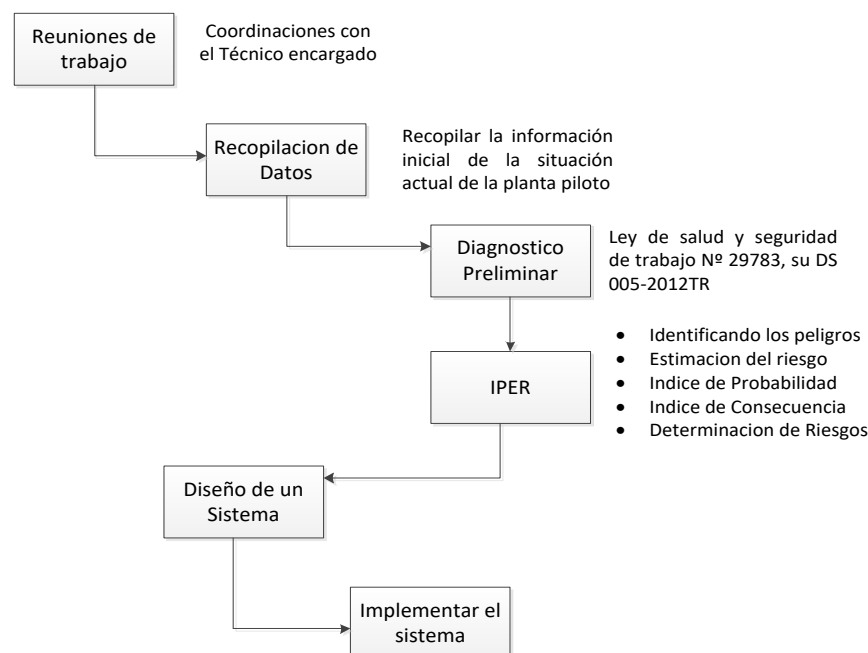 Reuniones de
trabajo
Coordinaciones con
el Técnico encargado
Recopilacion de
Datos
Recopilar la información
inicial de la situación
actual de la planta piloto
Diagnostico
Preliminar
Ley de salud y seguridad
de trabajo Nº 29783, su DS
005-2012TR
IPER
• Identificando los peligros
• Estimacion del riesgo
• Indice de Probabilidad
• Indice de Consecuencia
• Determinacion de Riesgos
Diseño de un
Sistema
Implementar el
sistema